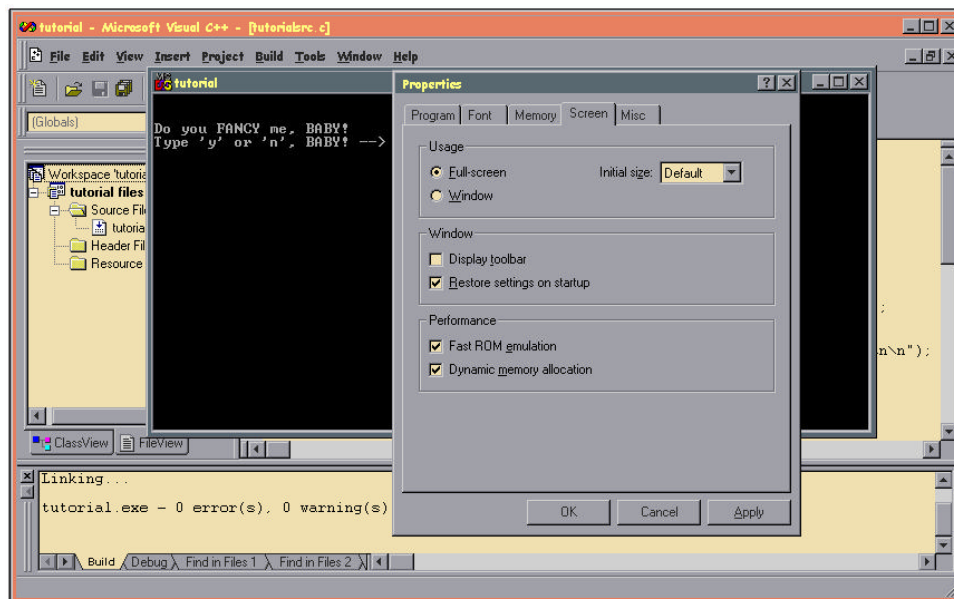 tutorial - Microsoft Visual C++ - [tutorialsrc.c]
File Edit View Insert Project Build Tools Window Help
(Globals)
tutorial
Do you FANCY me, BABY!
Type 'y' or 'n', BABY! -->
Properties
Program Font Memory Screen Misc
Usage
Full-screen
Initial size: Default
Window
Window
Display toolbar
Restore settings on startup
Performance
Fast ROM emulation
Dynamic memory allocation
OK Cancel Apply
Workspace 'tutoria
tutorial files
Source Fil
tutoria
Header Fil
Resource
;
n\n");
ClassView FileView
Linking...
tutorial.exe - 0 error(s), 0 warning(s)
Build Debug Find in Files 1 Find in Files 2